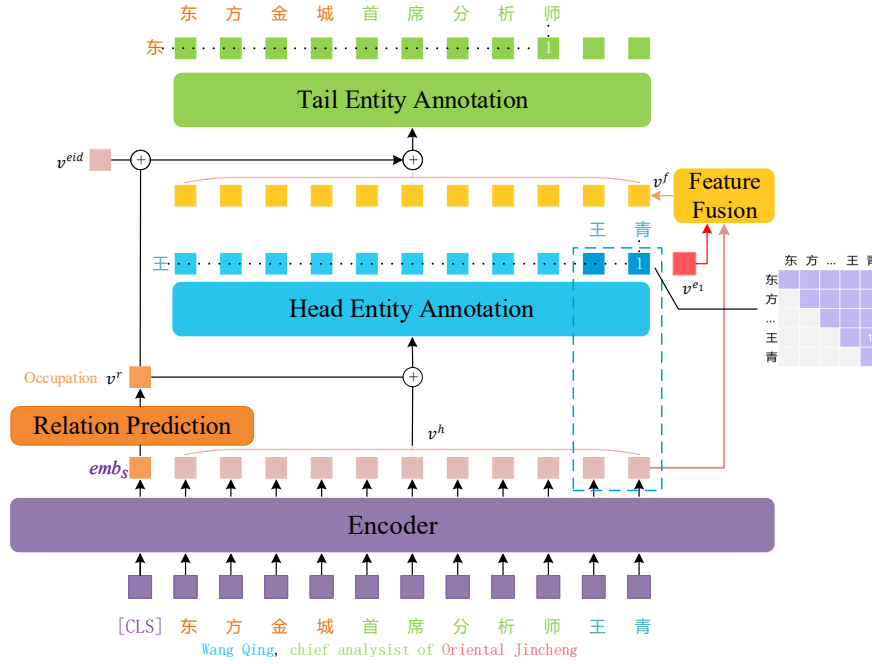 东 方 金 城 首 席 分 析 师
东 1
Tail Entity Annotation
v^{eid} + +
v^f Feature Fusion
王 青
王 1 v^{e_1}
东 方 ... 王 青
东
方
...
王 1
青
Head Entity Annotation
Occupation v^r +
Relation Prediction
v^h
emb_s
Encoder
[CLS] 东 方 金 城 首 席 分 析 师 王 青
Wang Qing, chief analysist of Oriental Jincheng